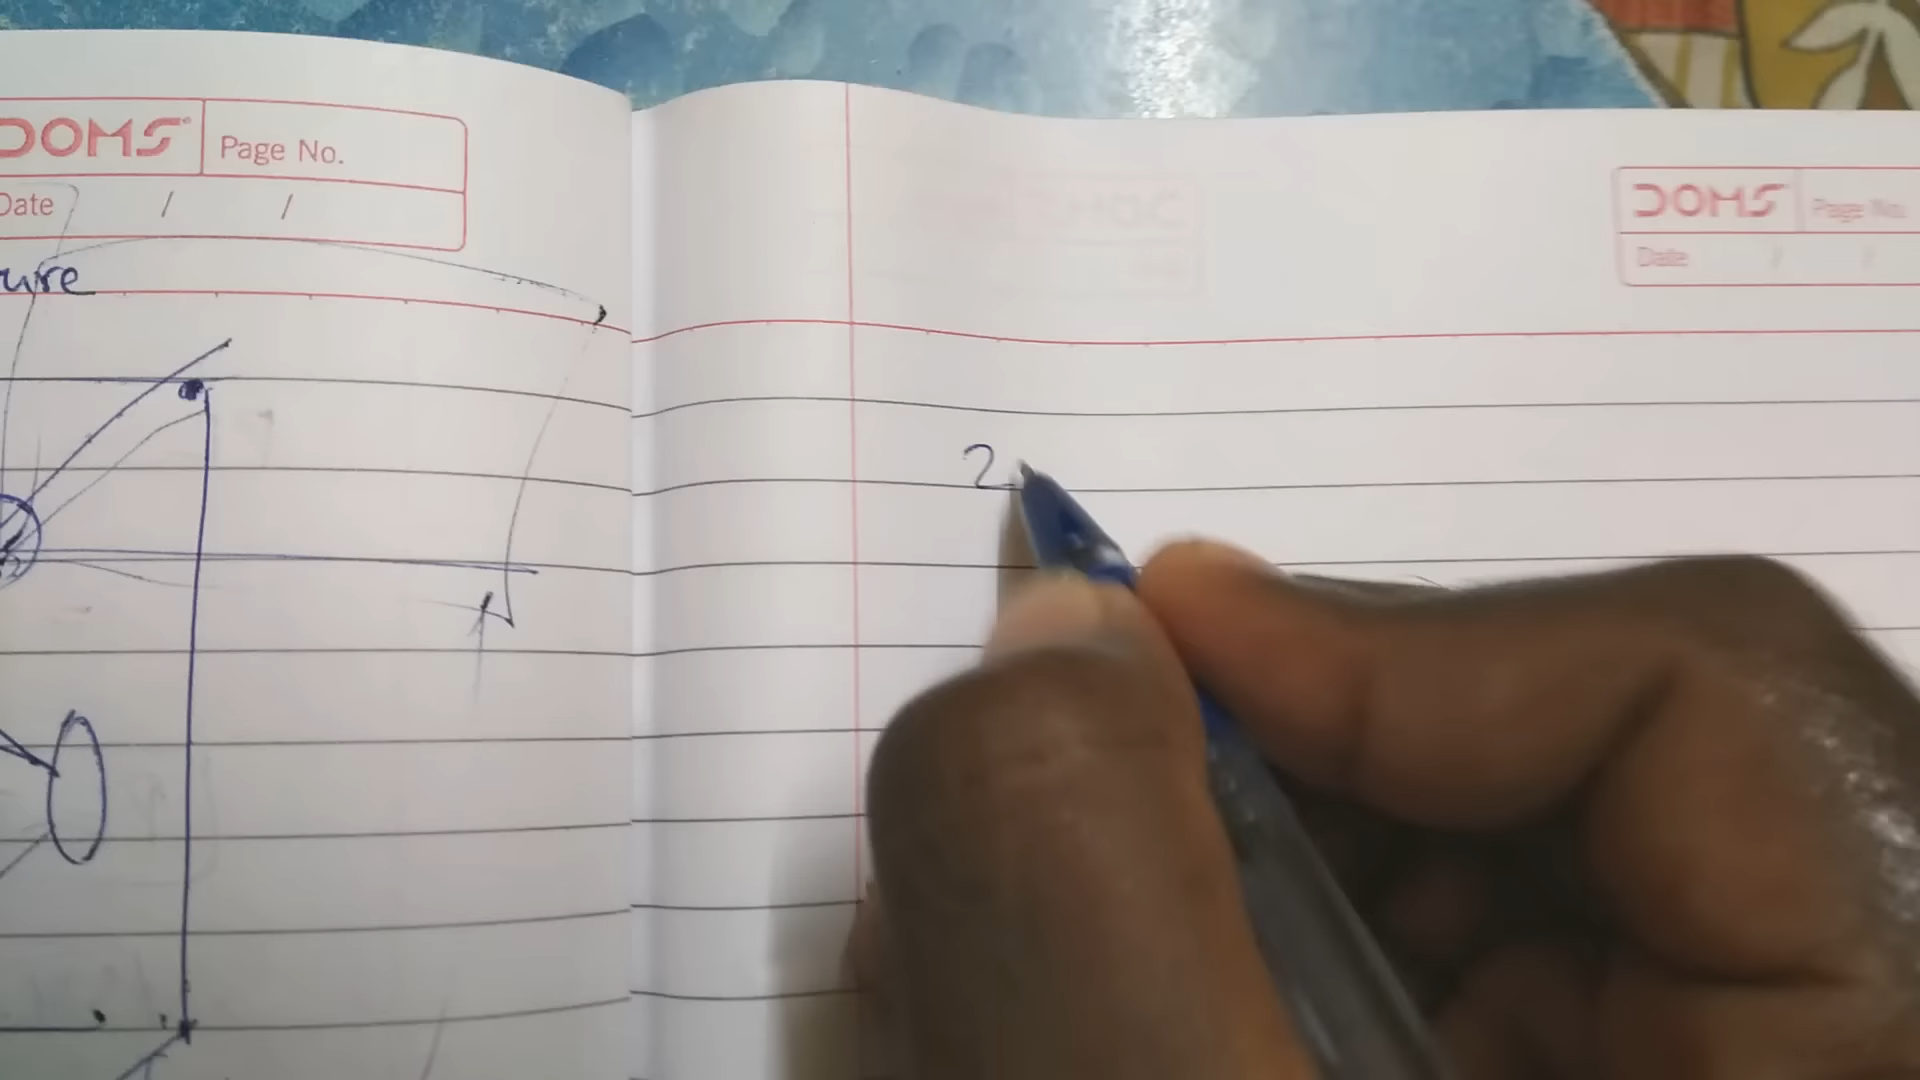 DOMS
Page No.
Date / /
ure
DOMS
Page No.
Date / /
2